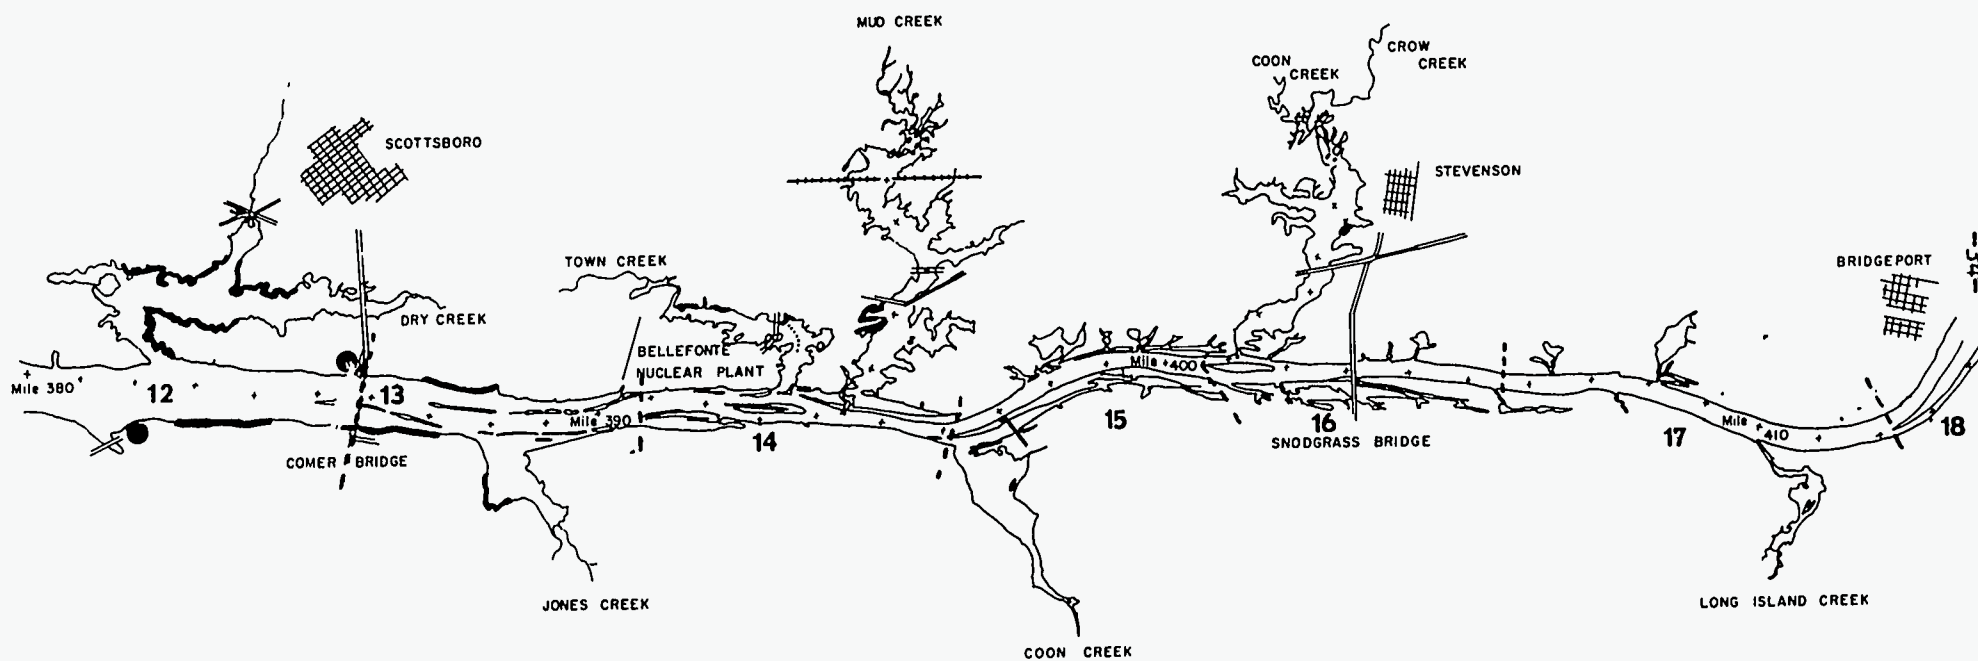 MUD CREEK
COON
CREEK
CROW
CREEK
SCOTTSBORO
STEVENSON
TOWN CREEK
BRIDGEPORT
-34-
DRY CREEK
BELLEFONTE
NUCLEAR PLANT
Mile 380
12
13
Mile 390
14
Mile 400
15
16
17
Mile 410
18
COMER BRIDGE
SNODGRASS BRIDGE
JONES CREEK
LONG ISLAND CREEK
COON CREEK